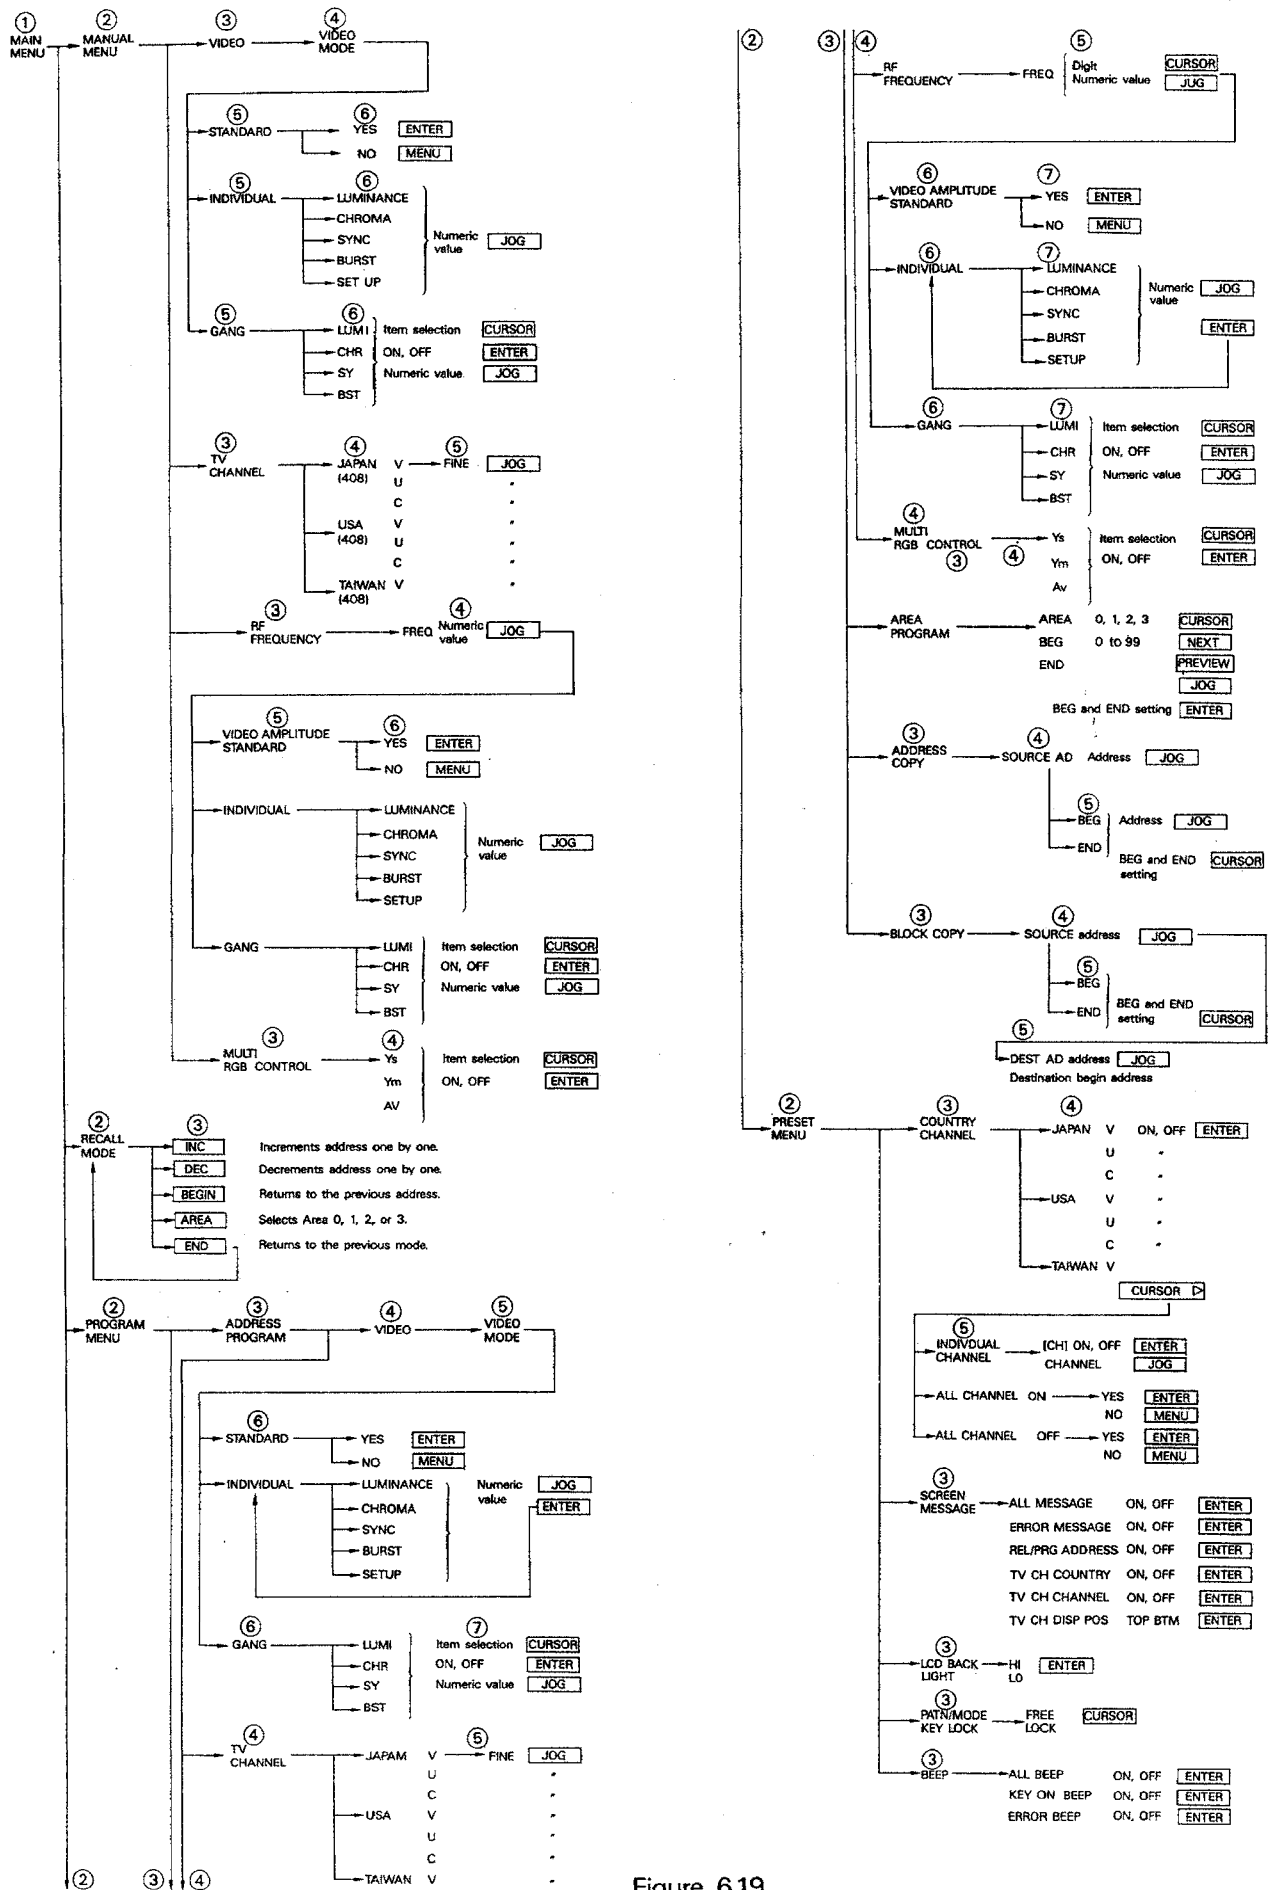 ① ② ③ ④
MAIN MENU MANUAL MENU VIDEO VIDEO MODE
⑤ ⑥
STANDARD YES ENTER
NO MENU
⑤ ⑥
INDIVIDUAL LUMINANCE
CHROMA
SYNC Numeric value JOG
BURST
SET UP
⑤ ⑥
GANG LUMI Item selection CURSOR
CHR ON, OFF ENTER
SY Numeric value JOG
BST
③ ④ ⑤
TV CHANNEL JAPAN (408) V FINE JOG
U "
C "
USA (408) V "
U "
C "
TAIWAN (408) V "
③ ④
RF FREQUENCY FREQ Numeric value JOG
⑤ ⑥
VIDEO AMPLITUDE STANDARD YES ENTER
NO MENU
INDIVIDUAL LUMINANCE
CHROMA
SYNC Numeric value JOG
BURST
SETUP
GANG LUMI Item selection CURSOR
CHR ON, OFF ENTER
SY Numeric value JOG
BST
③ ④
MULTI RGB CONTROL Ys Item selection CURSOR
Ym ON, OFF ENTER
AV
② ③
RECALL MODE INC Increments address one by one.
DEC Decrements address one by one.
BEGIN Returns to the previous address.
AREA Selects Area 0, 1, 2, or 3.
END Returns to the previous mode.
② ③ ④ ⑤
PROGRAM MENU ADDRESS PROGRAM VIDEO VIDEO MODE
⑥
STANDARD YES ENTER
NO MENU
INDIVIDUAL LUMINANCE Numeric value JOG
CHROMA ENTER
SYNC
BURST
SETUP
⑥ ⑦
GANG LUMI Item selection CURSOR
CHR ON, OFF ENTER
SY Numeric value JOG
BST
④ ⑤
TV CHANNEL JAPAM V FINE JOG
U "
C "
USA V "
U "
C "
TAIWAN V "
② ③ ④
② ③ ④ ⑤
RF FREQUENCY FREQ Digit CURSOR
Numeric value JUG
⑥ ⑦
VIDEO AMPLITUDE STANDARD YES ENTER
NO MENU
⑥ ⑦
INDIVIDUAL LUMINANCE
CHROMA Numeric value JOG
SYNC
BURST ENTER
SETUP
⑥ ⑦
GANG LUMI Item selection CURSOR
CHR ON, OFF ENTER
SY Numeric value JOG
BST
④
MULTI RGB CONTROL Ys Item selection CURSOR
③ ④
Ym ON, OFF ENTER
Av
AREA PROGRAM AREA 0, 1, 2, 3 CURSOR
BEG 0 to 99 NEXT
END PREVIEW
JOG
BEG and END setting ENTER
③ ④
ADDRESS COPY SOURCE AD Address JOG
⑤
BEG Address JOG
END
BEG and END setting CURSOR
③ ④
BLOCK COPY SOURCE address JOG
⑤
BEG
END BEG and END setting CURSOR
⑤
DEST AD address JOG
Destination begin address
② ③ ④
PRESET MENU COUNTRY CHANNEL JAPAN V ON, OFF ENTER
U "
C "
USA V "
U "
C "
TAIWAN V
CURSOR ▷
⑤
INDIVDUAL CHANNEL [CH] ON, OFF ENTER
CHANNEL JOG
ALL CHANNEL ON YES ENTER
NO MENU
ALL CHANNEL OFF YES ENTER
NO MENU
③
SCREEN MESSAGE ALL MESSAGE ON, OFF ENTER
ERROR MESSAGE ON, OFF ENTER
REL/PRG ADDRESS ON, OFF ENTER
TV CH COUNTRY ON, OFF ENTER
TV CH CHANNEL ON, OFF ENTER
TV CH DISP POS TOP BTM ENTER
③
LCD BACK LIGHT HI LO ENTER
③
PATN/MODE KEY LOCK FREE LOCK CURSOR
③
BEEP ALL BEEP ON, OFF ENTER
KEY ON BEEP ON, OFF ENTER
ERROR BEEP ON, OFF ENTER
Figure 6.19